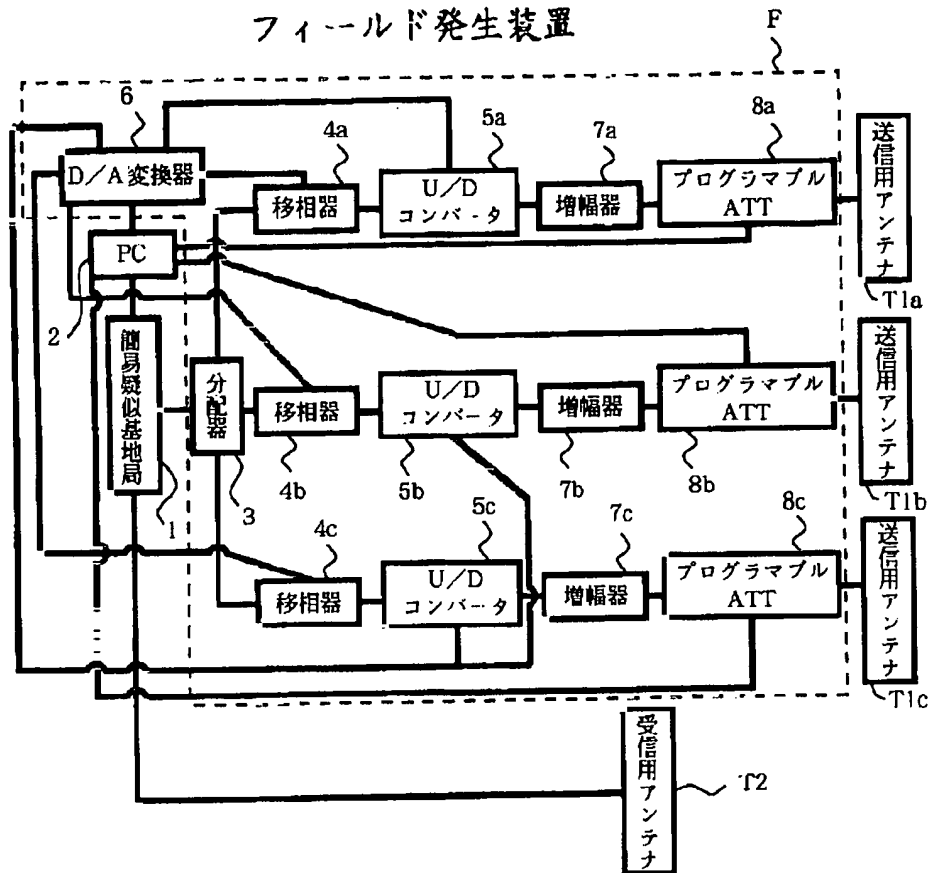 フィールド発生装置
F
6
D/A変換器
4a
移相器
5a
U/D
コンバータ
7a
増幅器
8a
プログラマブル
ATT
送信用アンテナ
T1a
PC
2
簡易疑似基地局
1
分配器
3
移相器
4b
U/D
コンバータ
5b
増幅器
7b
プログラマブル
ATT
8b
送信用アンテナ
T1b
4c
移相器
5c
U/D
コンバータ
7c
増幅器
8c
プログラマブル
ATT
送信用アンテナ
T1c
受信用アンテナ
T2